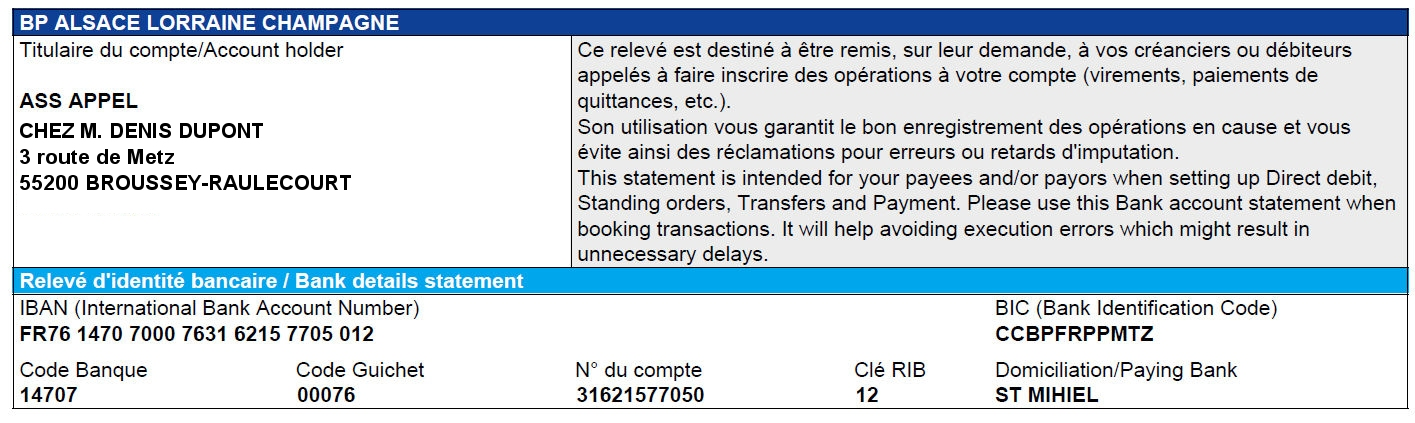 BP ALSACE LORRAINE CHAMPAGNE
Titulaire du compte/Account holder
ASS APPEL
CHEZ M. DENIS DUPONT
3 route de Metz
55200 BROUSSEY-RAULECOURT
Ce relevé est destiné à être remis, sur leur demande, à vos créanciers ou débiteurs
appelés à faire inscrire des opérations à votre compte (virements, paiements de
quittances, etc.).
Son utilisation vous garantit le bon enregistrement des opérations en cause et vous
évite ainsi des réclamations pour erreurs ou retards d'imputation.
This statement is intended for your payees and/or payors when setting up Direct debit,
Standing orders, Transfers and Payment. Please use this Bank account statement when
booking transactions. It will help avoiding execution errors which might result in
unnecessary delays.
Relevé d'identité bancaire / Bank details statement
IBAN (International Bank Account Number)
FR76 1470 7000 7631 6215 7705 012
BIC (Bank Identification Code)
CCBPFRPPMTZ
Code Banque
14707
Code Guichet
00076
N° du compte
31621577050
Clé RIB
12
Domiciliation/Paying Bank
ST MIHIEL